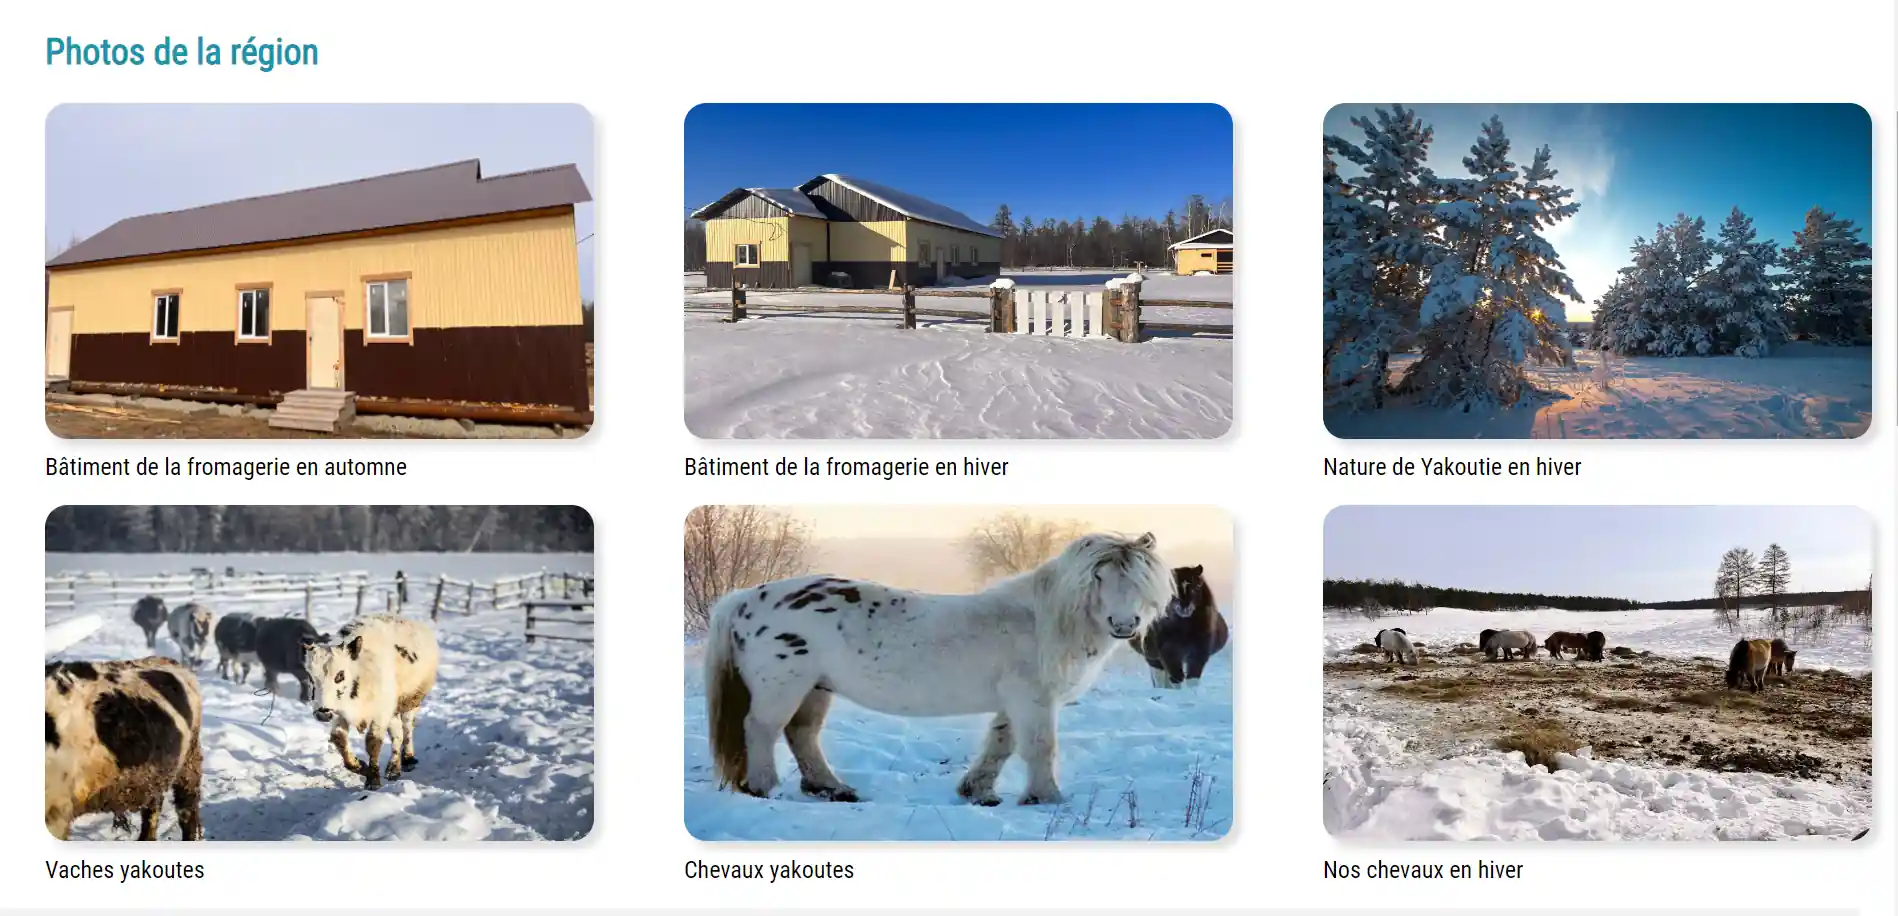 Photos de la région
Bâtiment de la fromagerie en automne
Bâtiment de la fromagerie en hiver
Nature de Yakoutie en hiver
Vaches yakoutes
Chevaux yakoutes
Nos chevaux en hiver